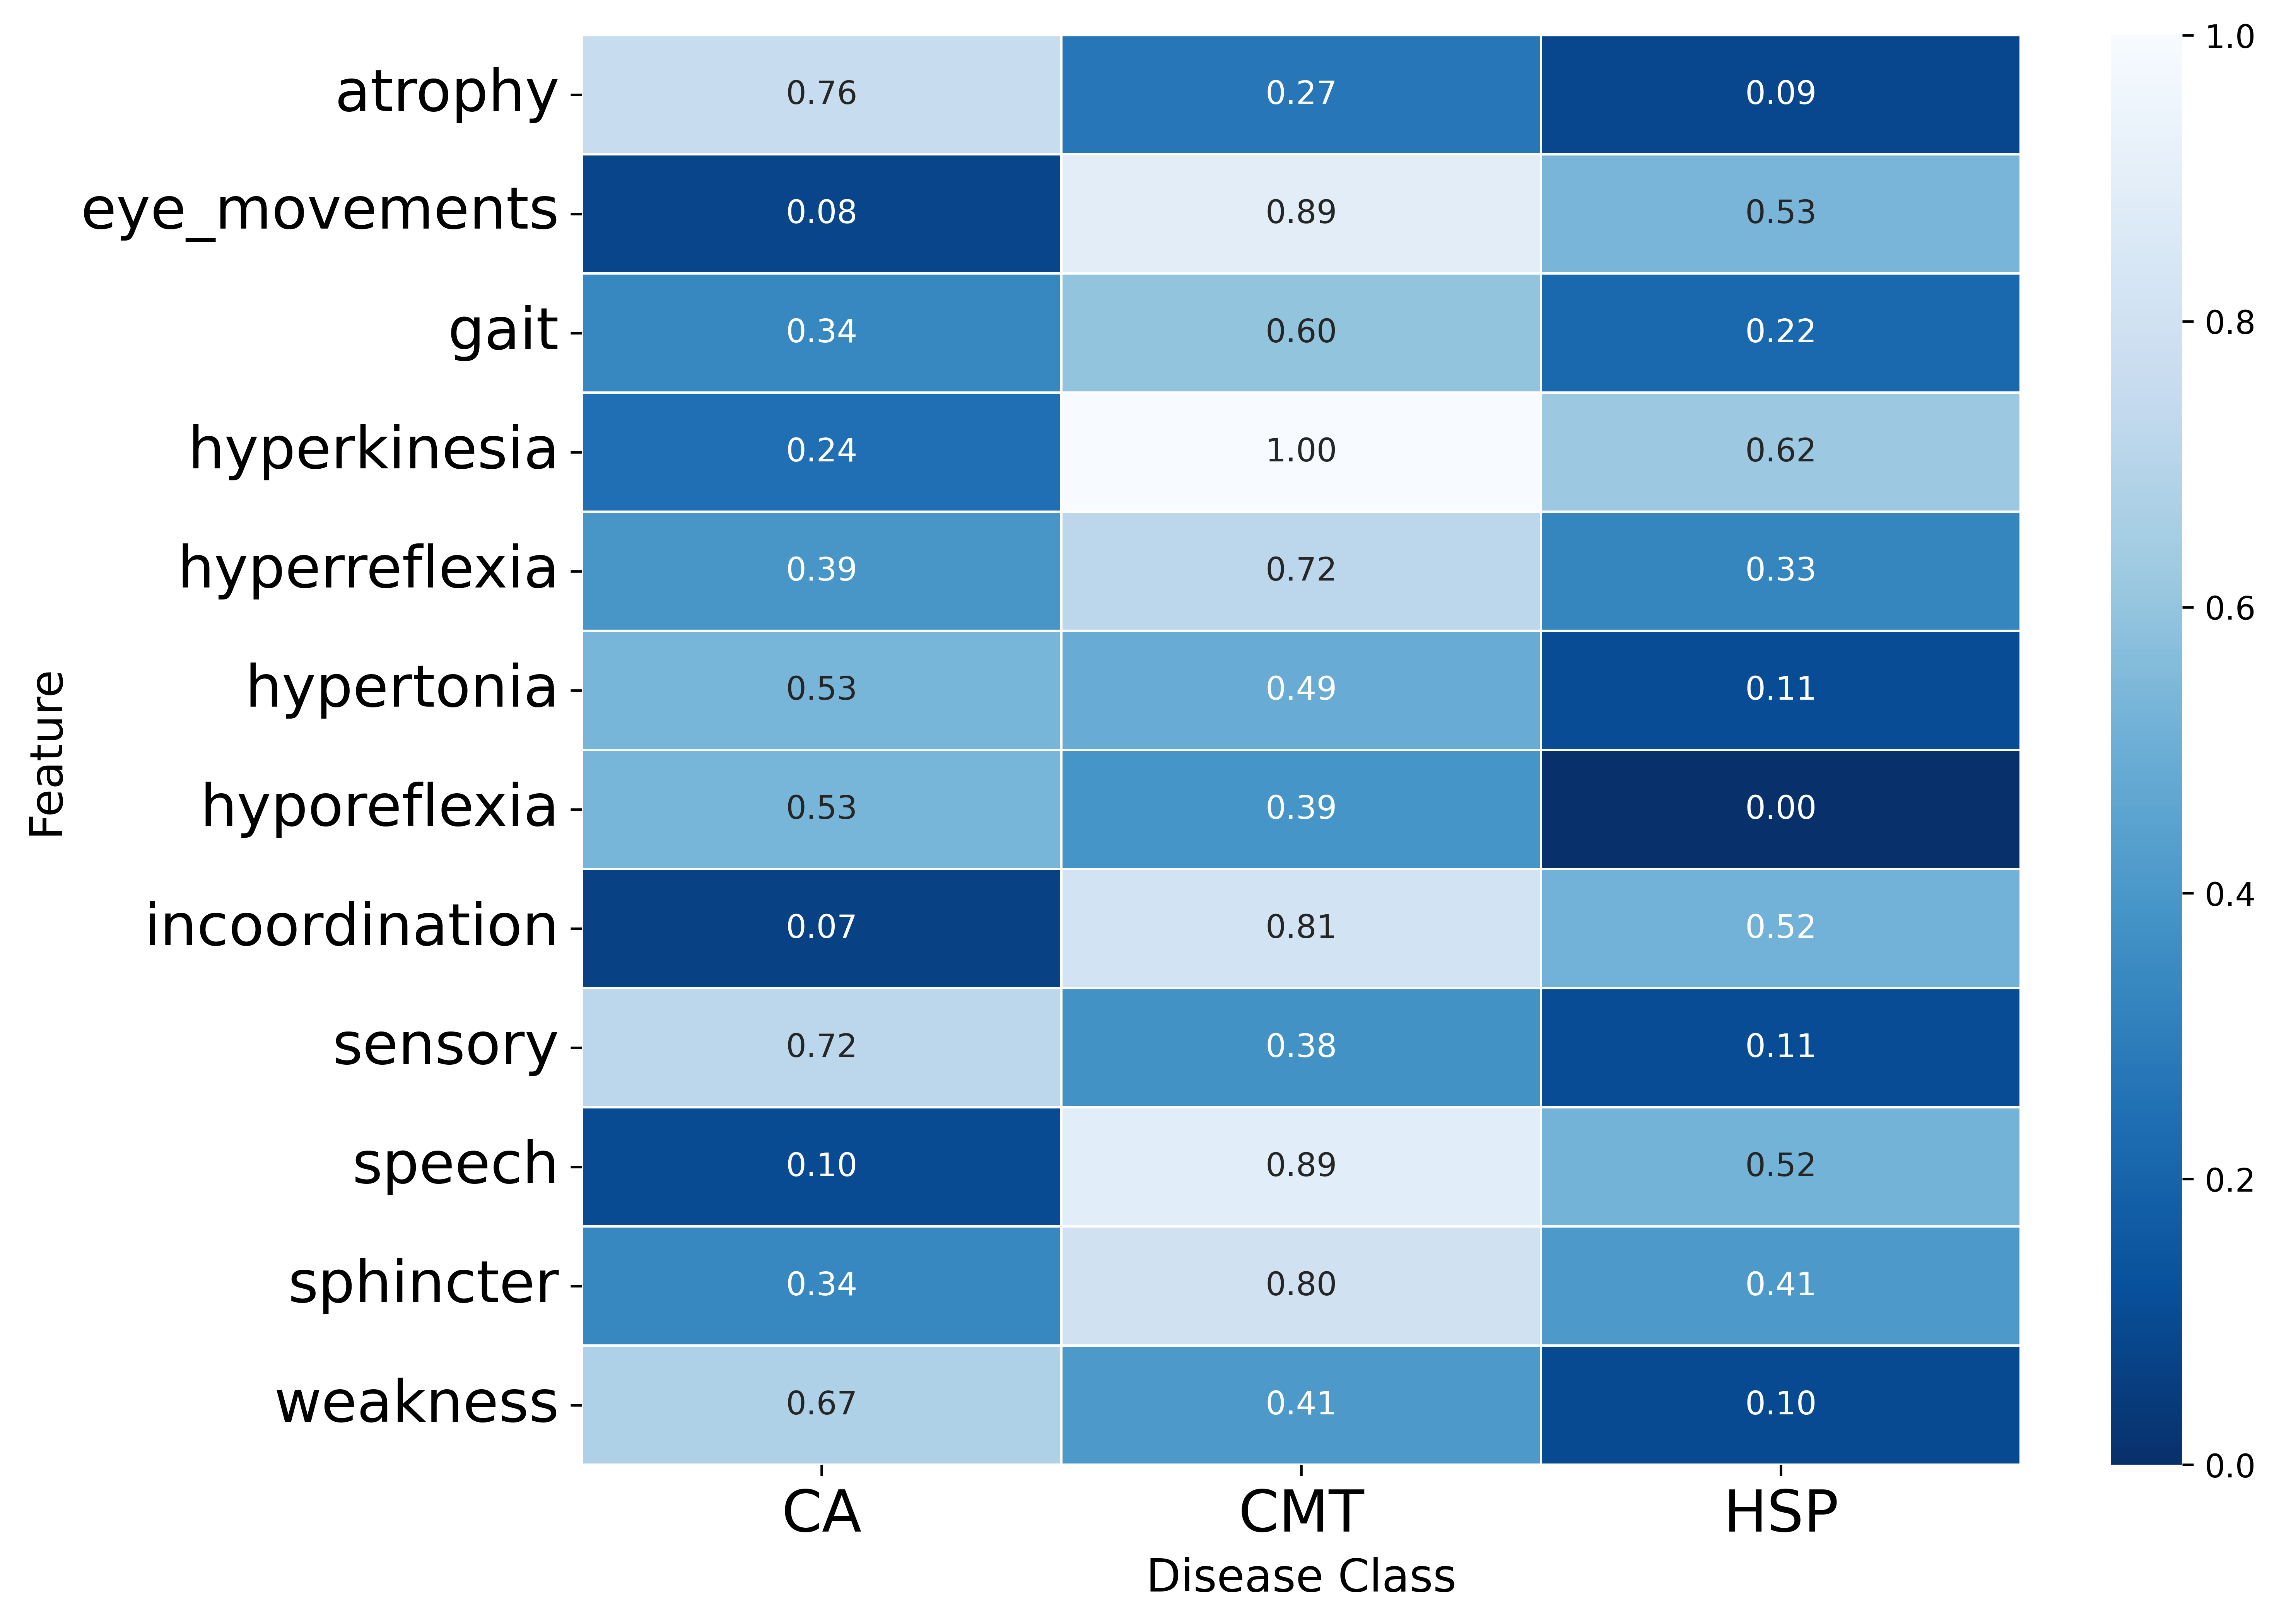 atrophy 0.76 0.27 0.09
eye_movements 0.08 0.89 0.53
gait 0.34 0.60 0.22
hyperkinesia 0.24 1.00 0.62
hyperreflexia 0.39 0.72 0.33
hypertonia 0.53 0.49 0.11
hyporeflexia 0.53 0.39 0.00
incoordination 0.07 0.81 0.52
sensory 0.72 0.38 0.11
speech 0.10 0.89 0.52
sphincter 0.34 0.80 0.41
weakness 0.67 0.41 0.10
CA CMT HSP
Disease Class
Feature
1.0
0.8
0.6
0.4
0.2
0.0